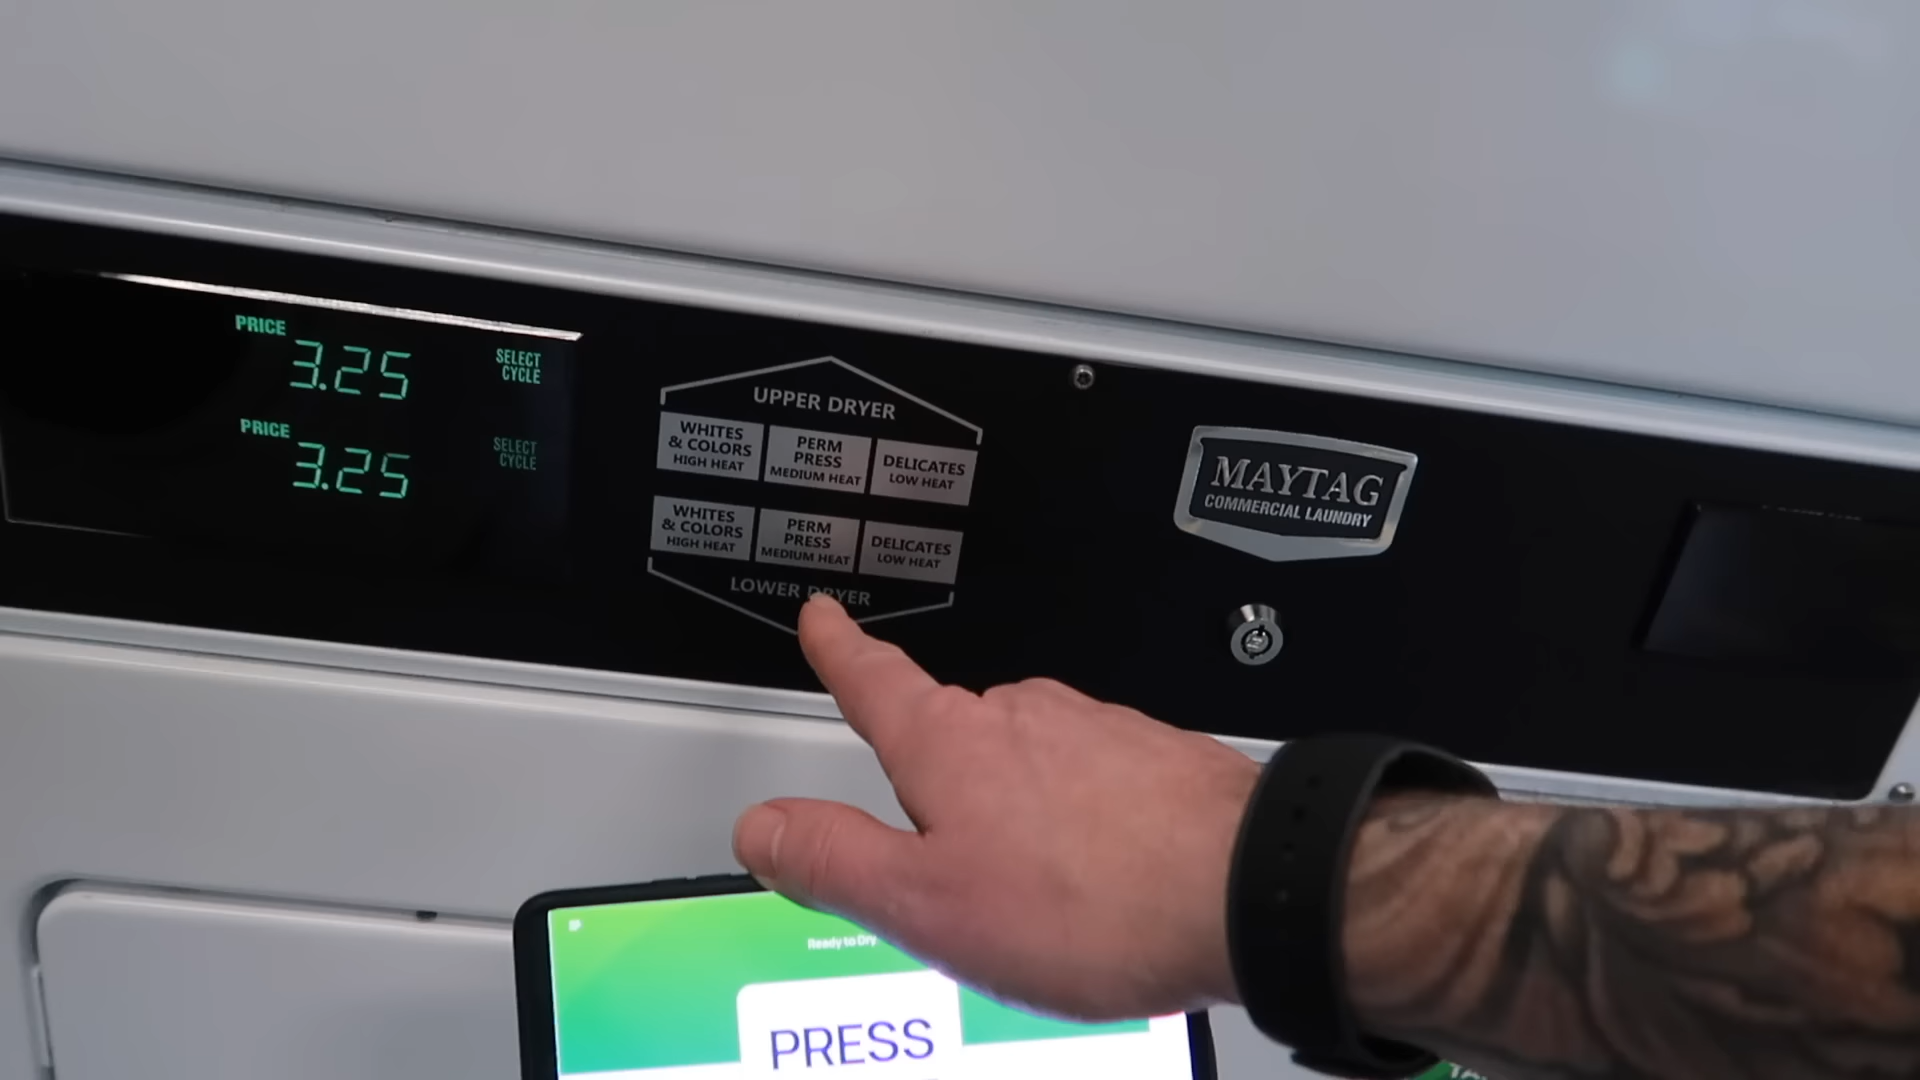 PRICE
3.25
SELECT
CYCLE
PRICE
3.25
SELECT
CYCLE
UPPER DRYER
WHITES
& COLORS
HIGH HEAT
PERM
PRESS
MEDIUM HEAT
DELICATES
LOW HEAT
WHITES
& COLORS
HIGH HEAT
PERM
PRESS
MEDIUM HEAT
DELICATES
LOW HEAT
LOWER DRYER
MAYTAG
COMMERCIAL LAUNDRY
Ready to Dry
PRESS